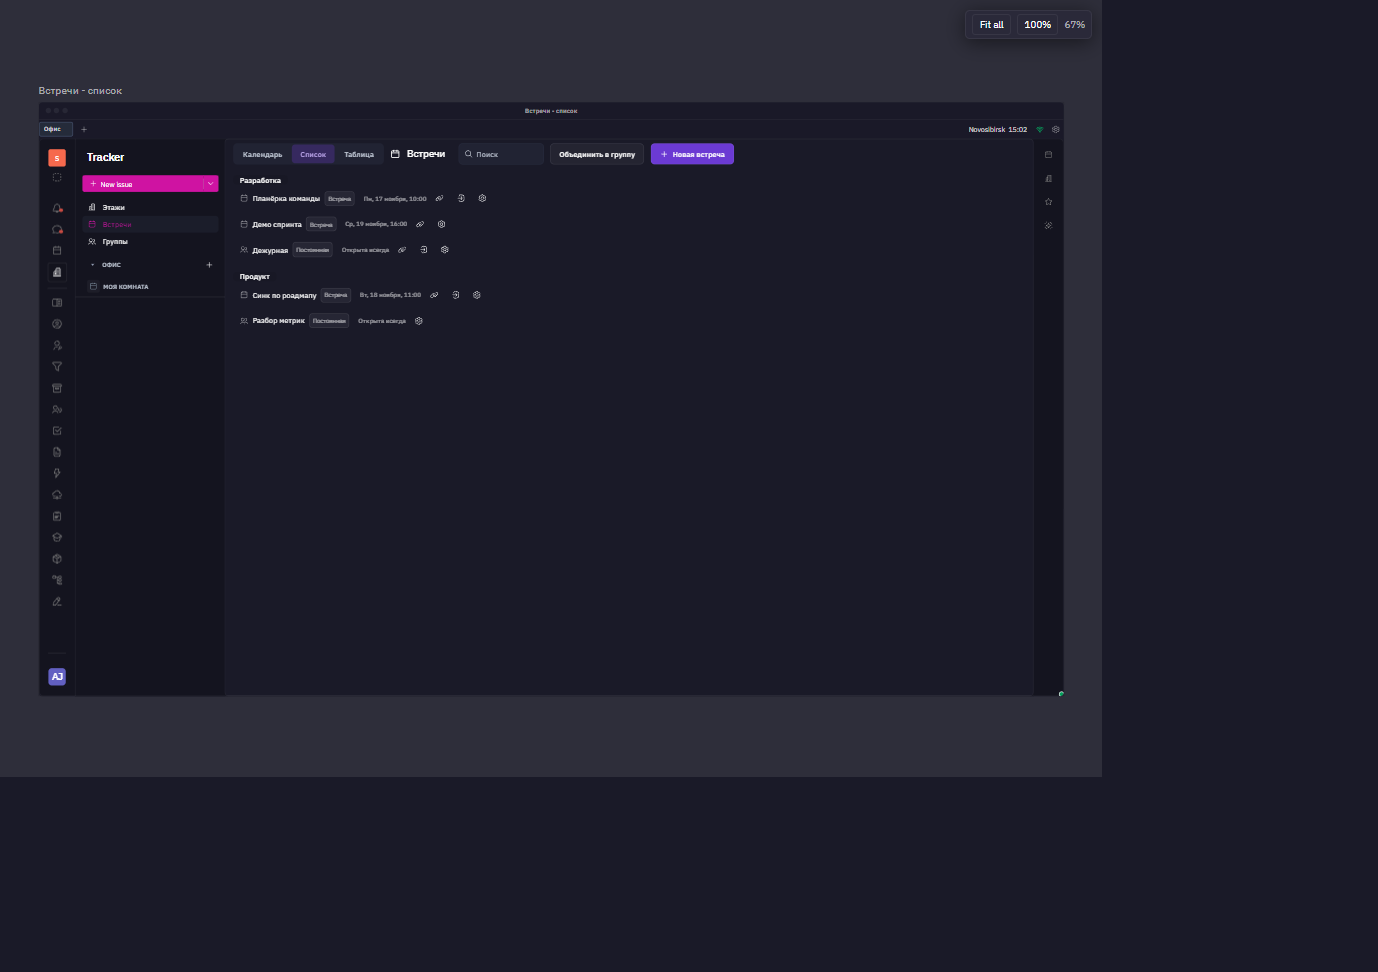 Fit all 100% 67%
Встречи - список
Встречи - список
Офис
Novosibirsk 15:02
S
Tracker
Календарь Список Таблица Встречи Поиск Объединить в группу Новая встреча
New issue
Разработка
Планёрка команды Встреча Пн, 17 ноября, 10:00
Этажи
Встречи
Демо спринта Встреча Ср, 19 ноября, 16:00
Группы
Дежурная Постоянная Открыта всегда
ОФИС
Продукт
МОЯ КОМНАТА
Синк по роадмапу Встреча Вт, 18 ноября, 11:00
Разбор метрик Постоянная Открыта всегда
AJ